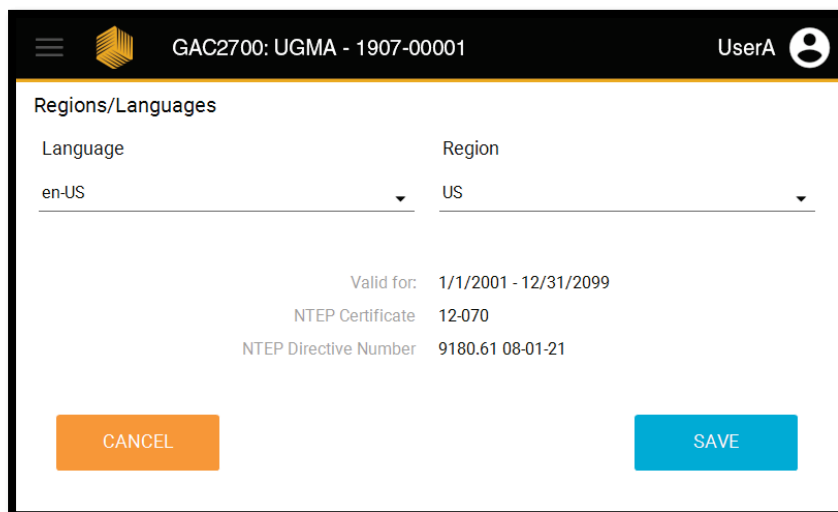 GAC2700: UGMA - 1907-00001 UserA
Regions/Languages
Language Region
en-US US
Valid for: 1/1/2001 - 12/31/2099
NTEP Certificate 12-070
NTEP Directive Number 9180.61 08-01-21
CANCEL SAVE